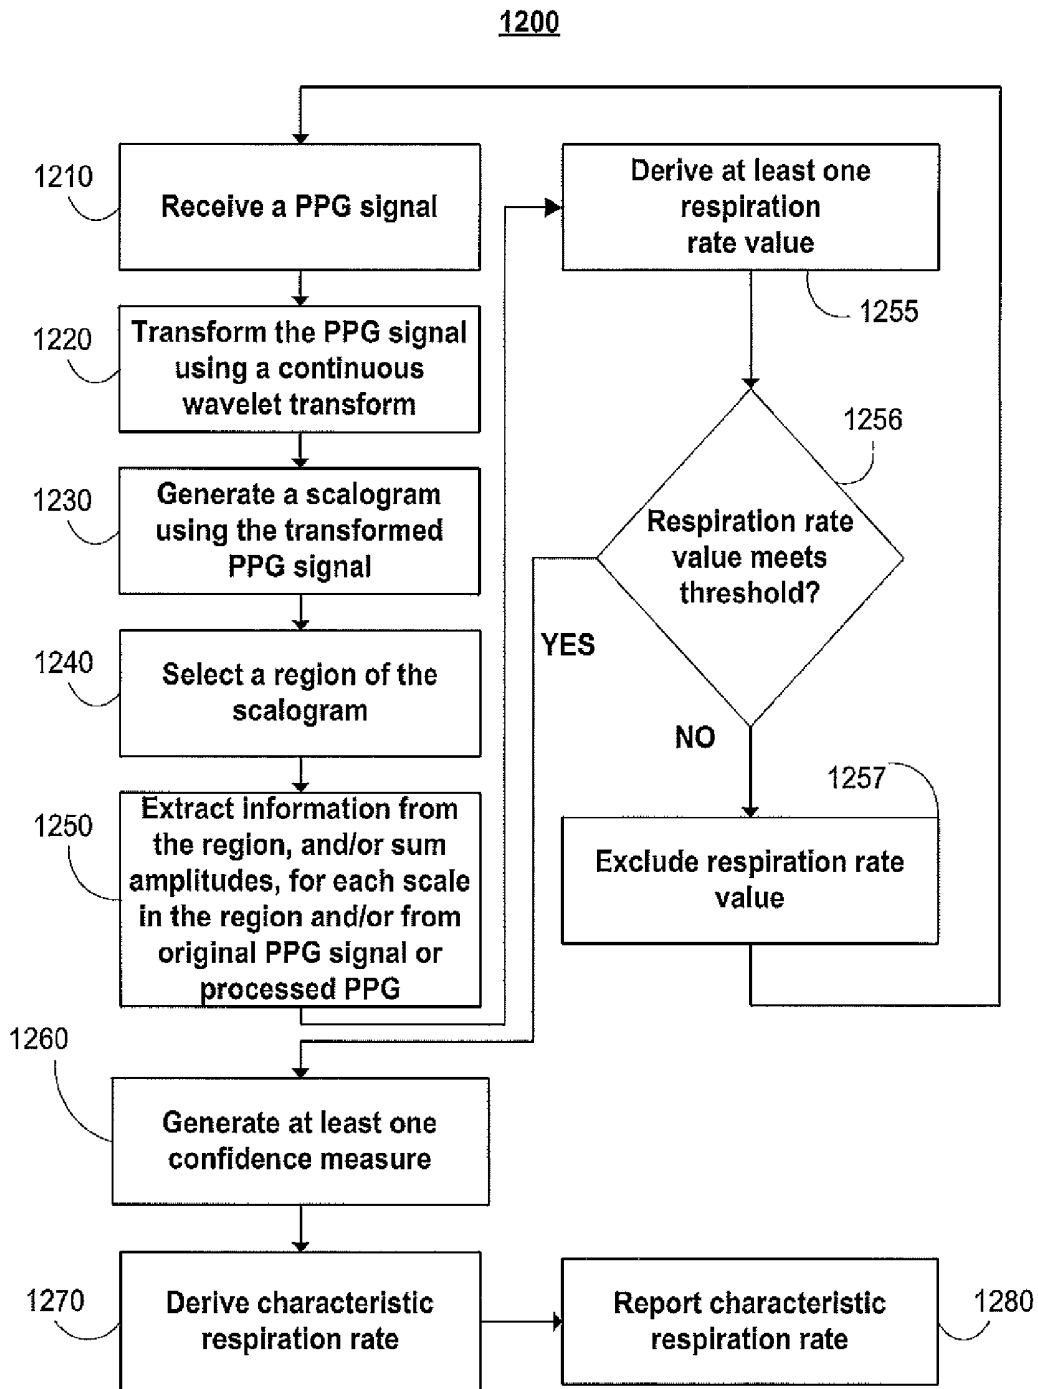 1200
1210
Receive a PPG signal
1220
Transform the PPG signal
using a continuous
wavelet transform
1230
Generate a scalogram
using the transformed
PPG signal
1240
Select a region of the
scalogram
1250
Extract information from
the region, and/or sum
amplitudes, for each scale
in the region and/or from
original PPG signal or
processed PPG
Derive at least one
respiration
rate value
1255
1256
Respiration rate
value meets
threshold?
YES
NO
1257
Exclude respiration rate
value
1260
Generate at least one
confidence measure
1270
Derive characteristic
respiration rate
Report characteristic
respiration rate
1280